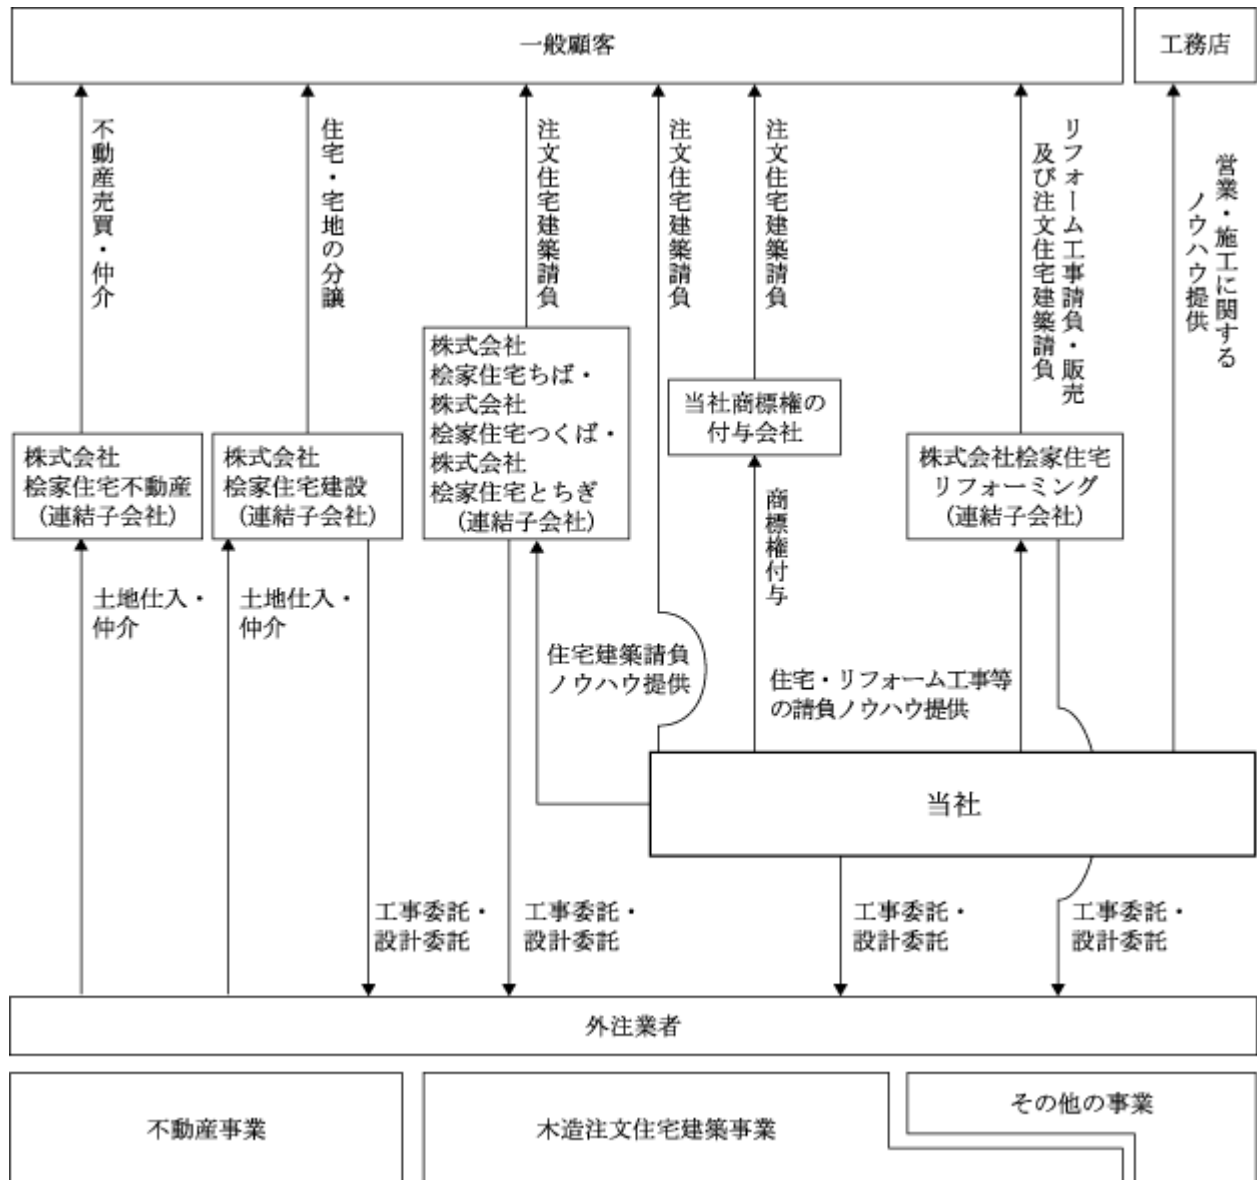 一般顧客
工務店
不動産売買・仲介
住宅・宅地の分譲
注文住宅建築請負
注文住宅建築請負
注文住宅建築請負
リフォーム工事請負・販売
及び注文住宅建築請負
営業・施工に関する
ノウハウ提供
株式会社
桧家住宅不動産
(連結子会社)
株式会社
桧家住宅建設
(連結子会社)
株式会社
桧家住宅ちば・
株式会社
桧家住宅つくば・
株式会社
桧家住宅とちぎ
(連結子会社)
当社商標権の
付与会社
株式会社桧家住宅
リフォーミング
(連結子会社)
商標権付与
土地仕入・
仲介
土地仕入・
仲介
住宅建築請負
ノウハウ提供
住宅・リフォーム工事等
の請負ノウハウ提供
当社
工事委託・
設計委託
工事委託・
設計委託
工事委託・
設計委託
工事委託・
設計委託
外注業者
不動産事業
木造注文住宅建築事業
その他の事業